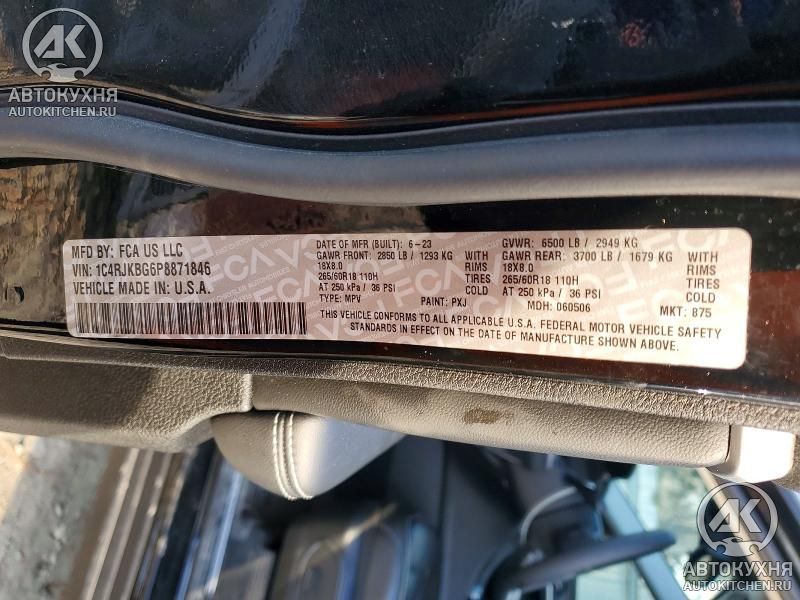 АК
АВТОКУХНЯ
AUTOKITCHEN.RU
MFD BY: FCA US LLC
VIN: 1C4RJKBG6P8871846
VEHICLE MADE IN U.S.A.
DATE OF MFR (BUILT): 6-23
GAWR FRONT: 2850 LB / 1293 KG WITH
18X8.0 RIMS
265/60R18 110H TIRES
AT 250 kPa / 36 PSI COLD
TYPE: MPV PAINT: PXJ
GVWR: 6500 LB / 2949 KG
GAWR REAR: 3700 LB / 1679 KG WITH
18X8.0 RIMS
265/60R18 110H TIRES
AT 250 kPa / 36 PSI COLD
MDH: 060506 MKT: 875
THIS VEHICLE CONFORMS TO ALL APPLICABLE U.S.A. FEDERAL MOTOR VEHICLE SAFETY
STANDARDS IN EFFECT ON THE DATE OF MANUFACTURE SHOWN ABOVE.
АК
АВТОКУХНЯ
AUTOKITCHEN.RU